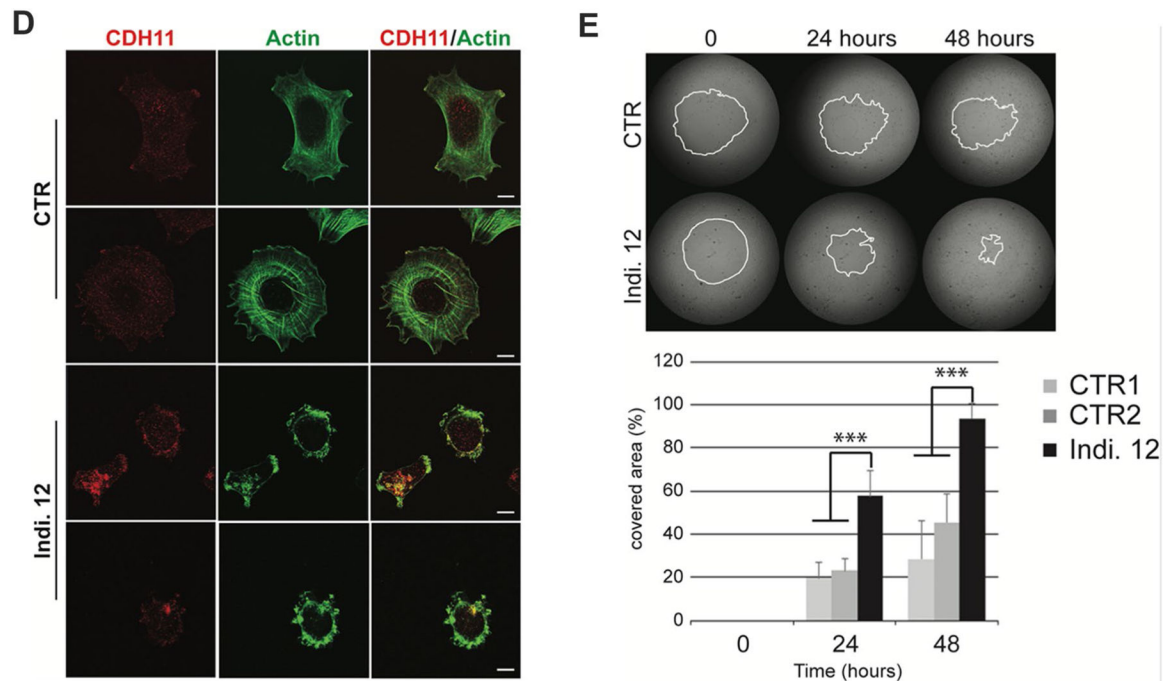 D
CDH11 Actin CDH11/Actin
CTR
Indi. 12
E
0 24 hours 48 hours
CTR
Indi. 12
120
100
80
60
40
20
0
covered area (%)
***
***
0 24 48
Time (hours)
CTR1
CTR2
Indi. 12